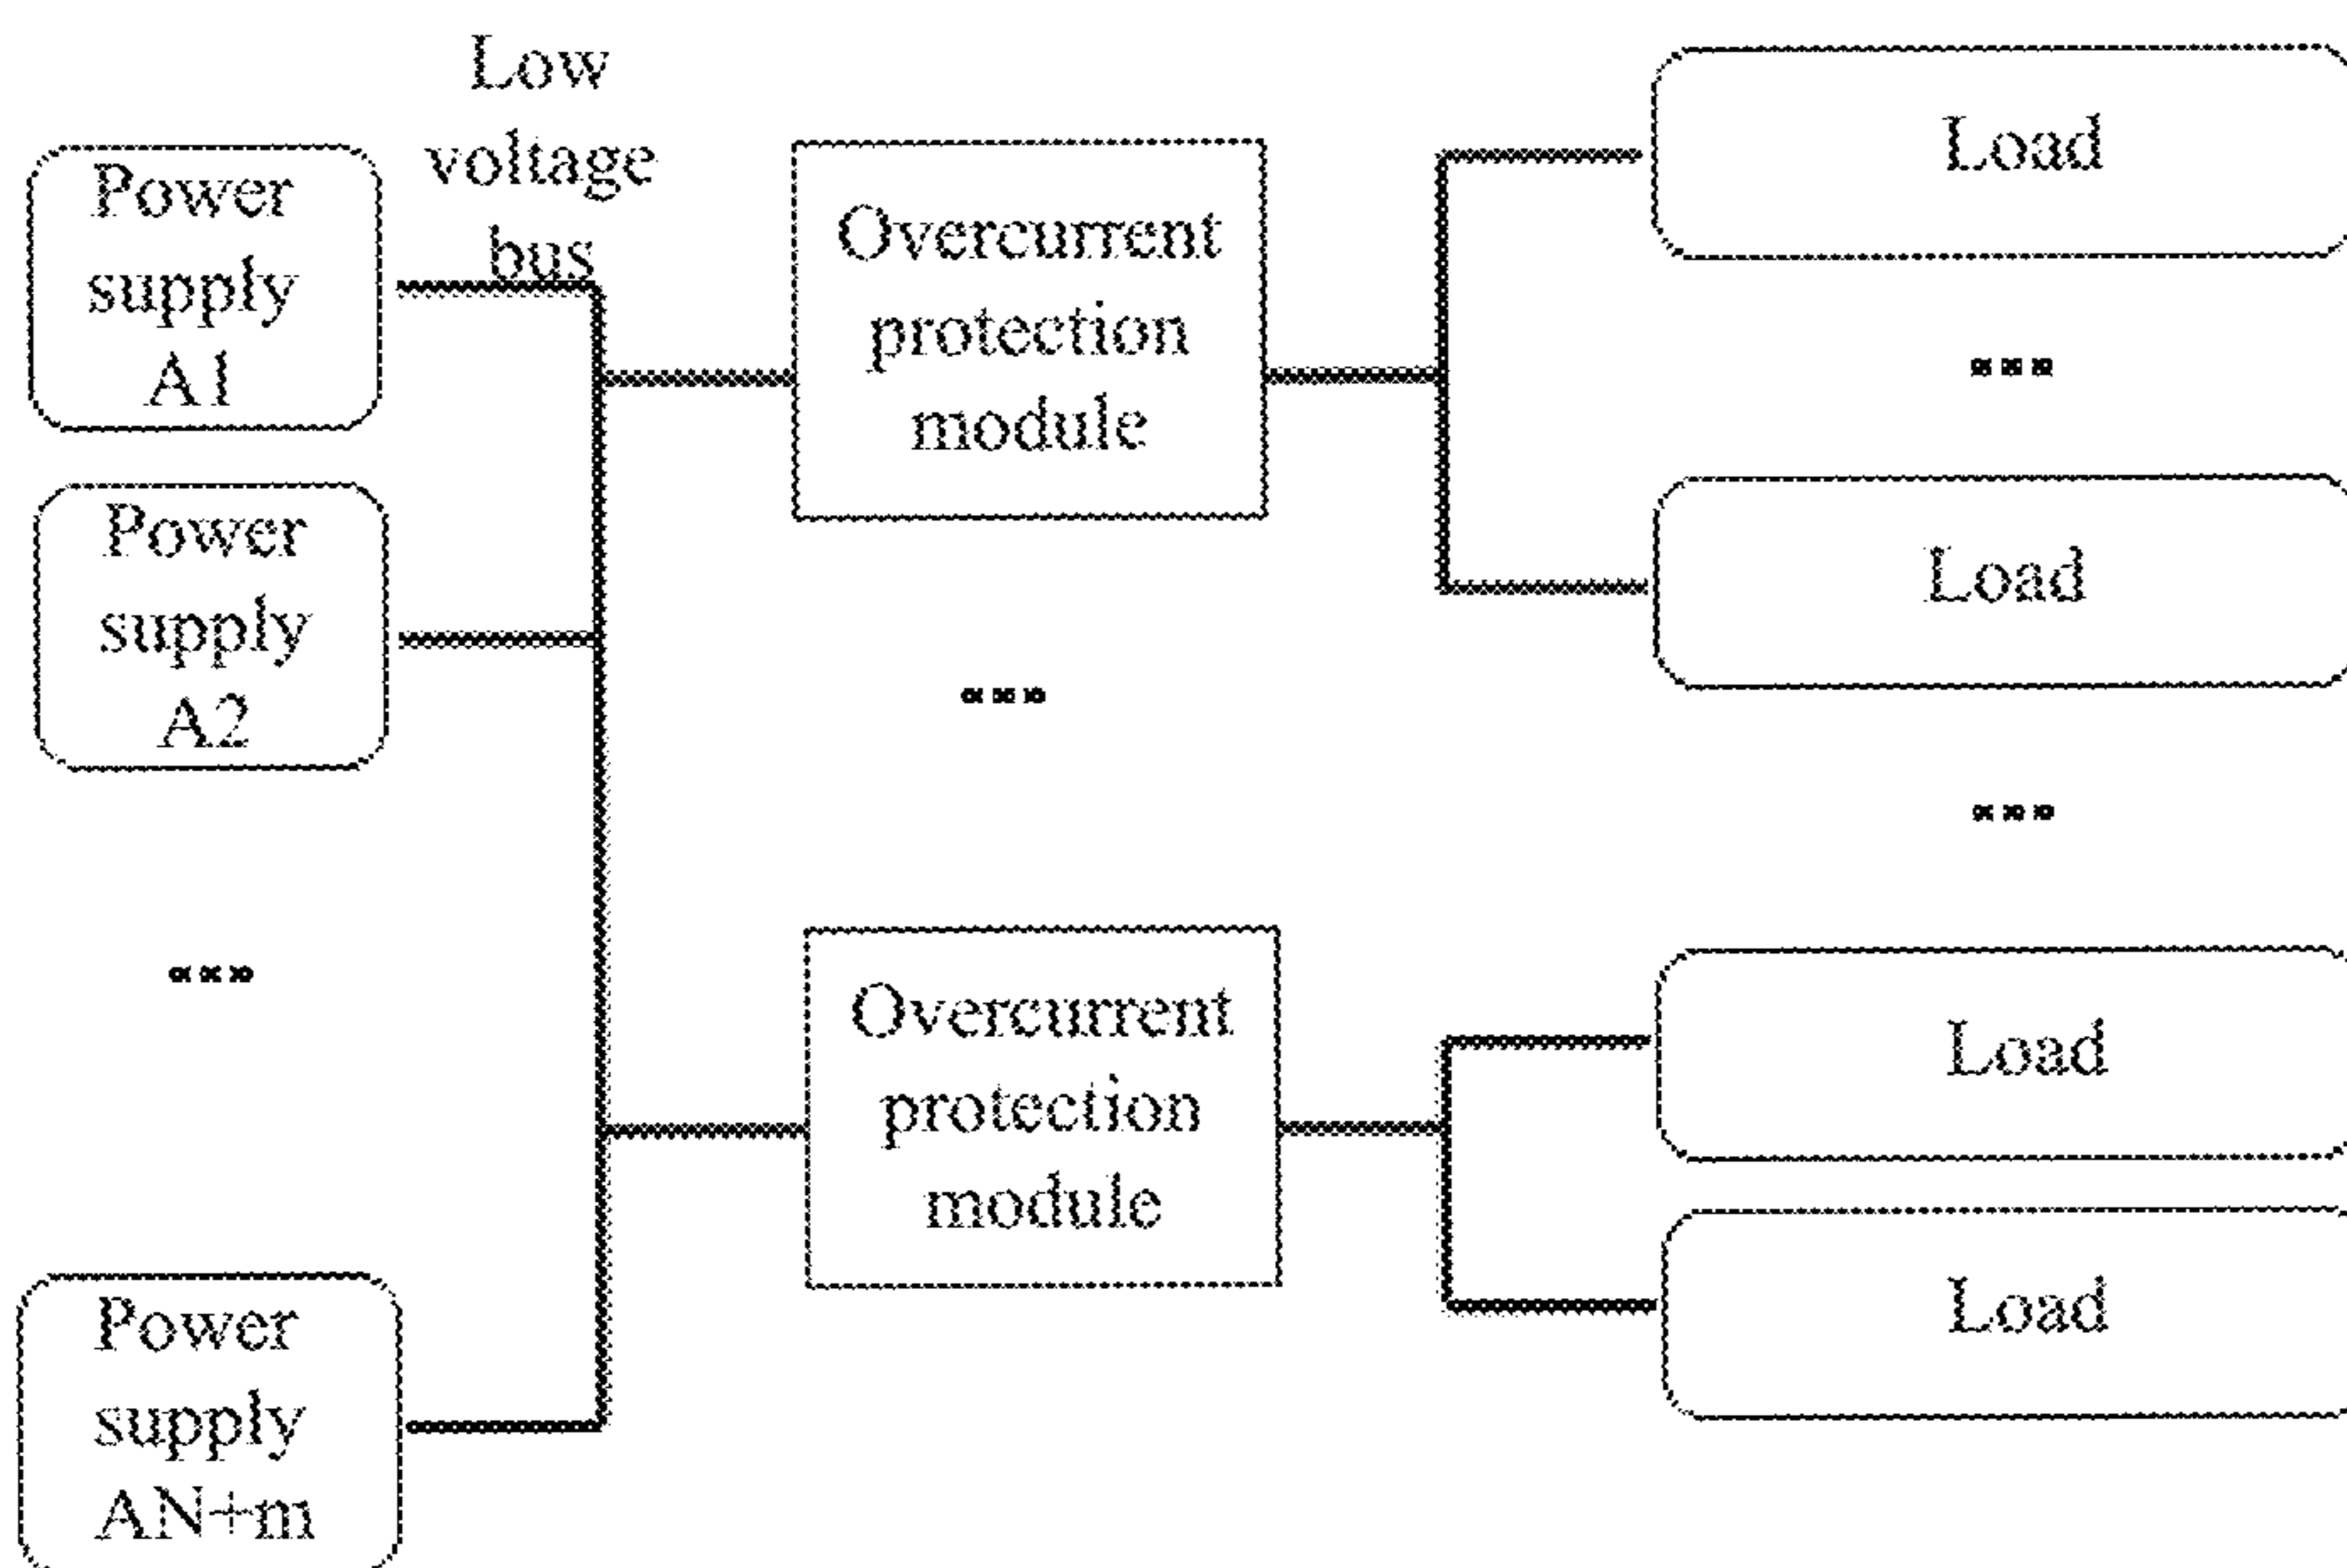 Low
voltage
bus
Power
supply
A1
Overcurrent
protection
module
Load
...
Power
supply
A2
Load
...
...
...
Overcurrent
protection
module
Load
Load
Power
supply
AN+m